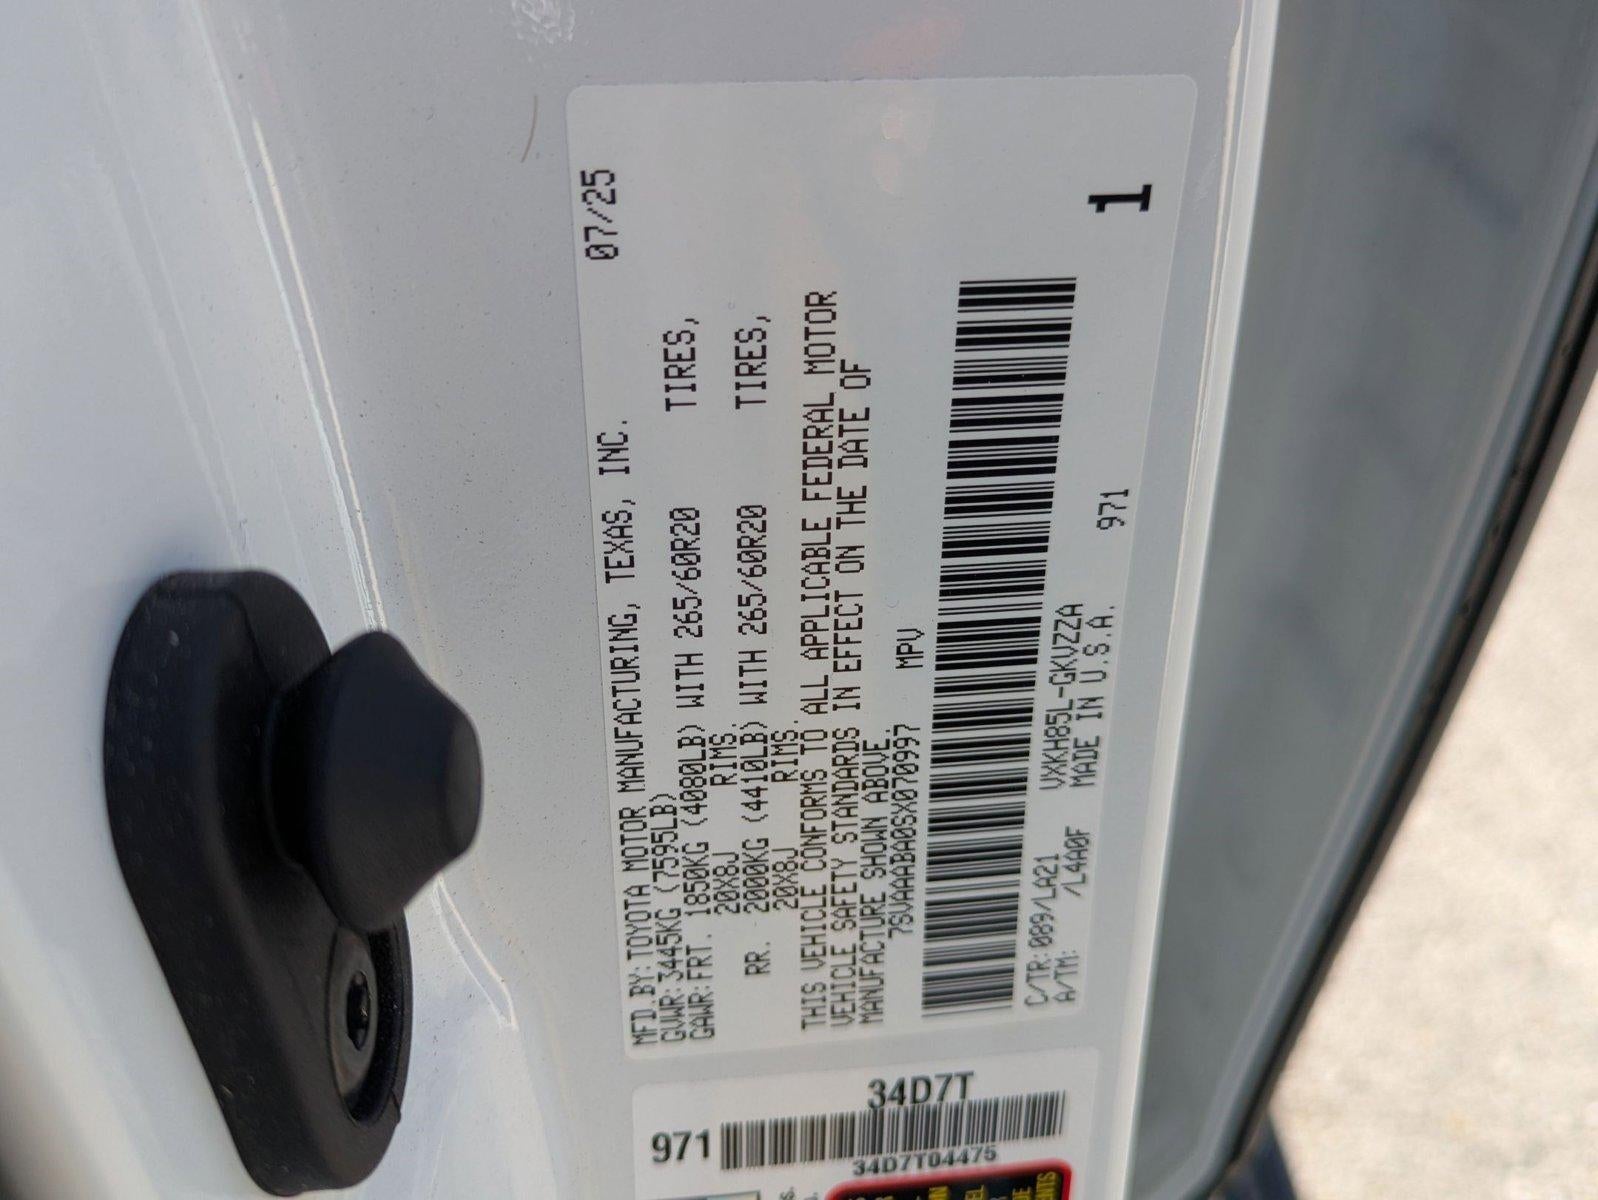 MFD.BY:TOYOTA MOTOR MANUFACTURING, TEXAS, INC. 07/25
GVWR:3445KG (7595LB)
GAWR:FRT. 1850KG (4080LB) WITH 265/60R20 TIRES,
20X8J RIMS.
RR. 2000KG (4410LB) WITH 265/60R20 TIRES,
20X8J RIMS.
THIS VEHICLE CONFORMS TO ALL APPLICABLE FEDERAL MOTOR
VEHICLE SAFETY STANDARDS IN EFFECT ON THE DATE OF
MANUFACTURE SHOWN ABOVE.
7SVAAABA0SX070997 MPV
C/TR:089/LA21 VXKH85L-GKVZZA
A/TM: /L4A0F MADE IN U.S.A. 971
1
971
34D7T
34D7T04475